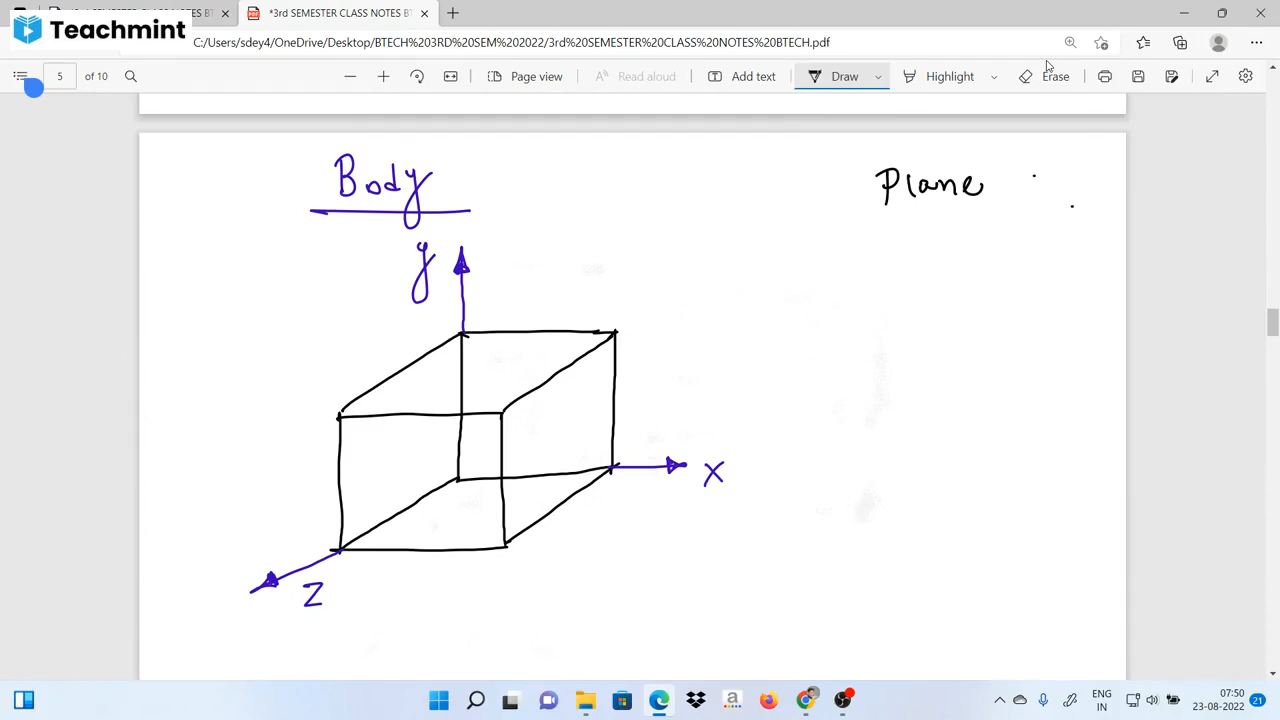 *3rd SEMESTER CLASS NOTES BT
Teachmint
C:/Users/sdey4/OneDrive/Desktop/BTECH%203RD%20SEM%202022/3rd%20SEMESTER%20CLASS%20NOTES%20BTECH.pdf
5 of 10 Page view Read aloud Add text Draw Highlight Erase
Body Plane
y
x
z
ENG
IN
07:50
23-08-2022
21